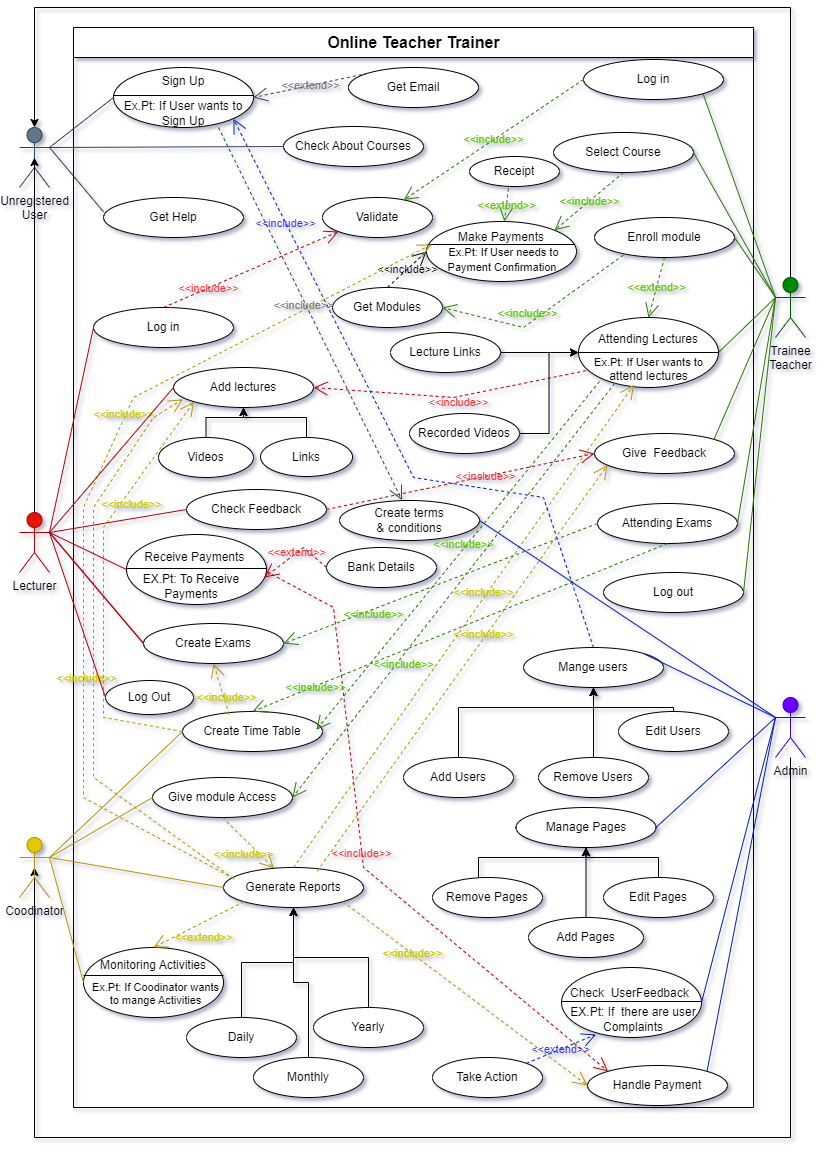 Online Teacher Trainer
Sign Up
Ex.Pt: If User wants to
Sign Up
<<extend>>
Get Email
Log in
Check About Courses
<<include>>
Select Course
Receipt
Unregistered
User
Get Help
<<include>>
Validate
<<extend>>
<<include>>
Make Payments
Ex.Pt: If User needs to
Payment Confirmation
Enroll module
<<include>>
<<include>>
<<extend>>
<<include>>
Get Modules
<<include>>
Log in
Lecture Links
Attending Lectures
Ex.Pt: If User wants to
attend lectures
Trainee
Teacher
Add lectures
<<include>>
<<include>>
Recorded Videos
Videos
Links
Give  Feedback
<<include>>
<<include>>
Check Feedback
Create terms
& conditions
Attending Exams
<<include>>
Receive Payments
EX.Pt: To Receive
Payments
<<extend>>
Bank Details
Lecturer
<<include>>
Log out
<<include>>
Create Exams
<<include>>
<<include>>
Mange users
<<include>>
<<include>>
Log Out
<<include>>
Create Time Table
Edit Users
Add Users
Remove Users
Admin
Give module Access
Manage Pages
<<include>>
<<include>>
Generate Reports
Remove Pages
Edit Pages
Add Pages
Coodinator
<<extend>>
<<include>>
Monitoring Activities
Ex.Pt: If Coodinator wants
to mange Activities
Check  UserFeedback
EX.Pt: If  there are user
Complaints
Daily
Yearly
Monthly
<<extend>>
Take Action
Handle Payment